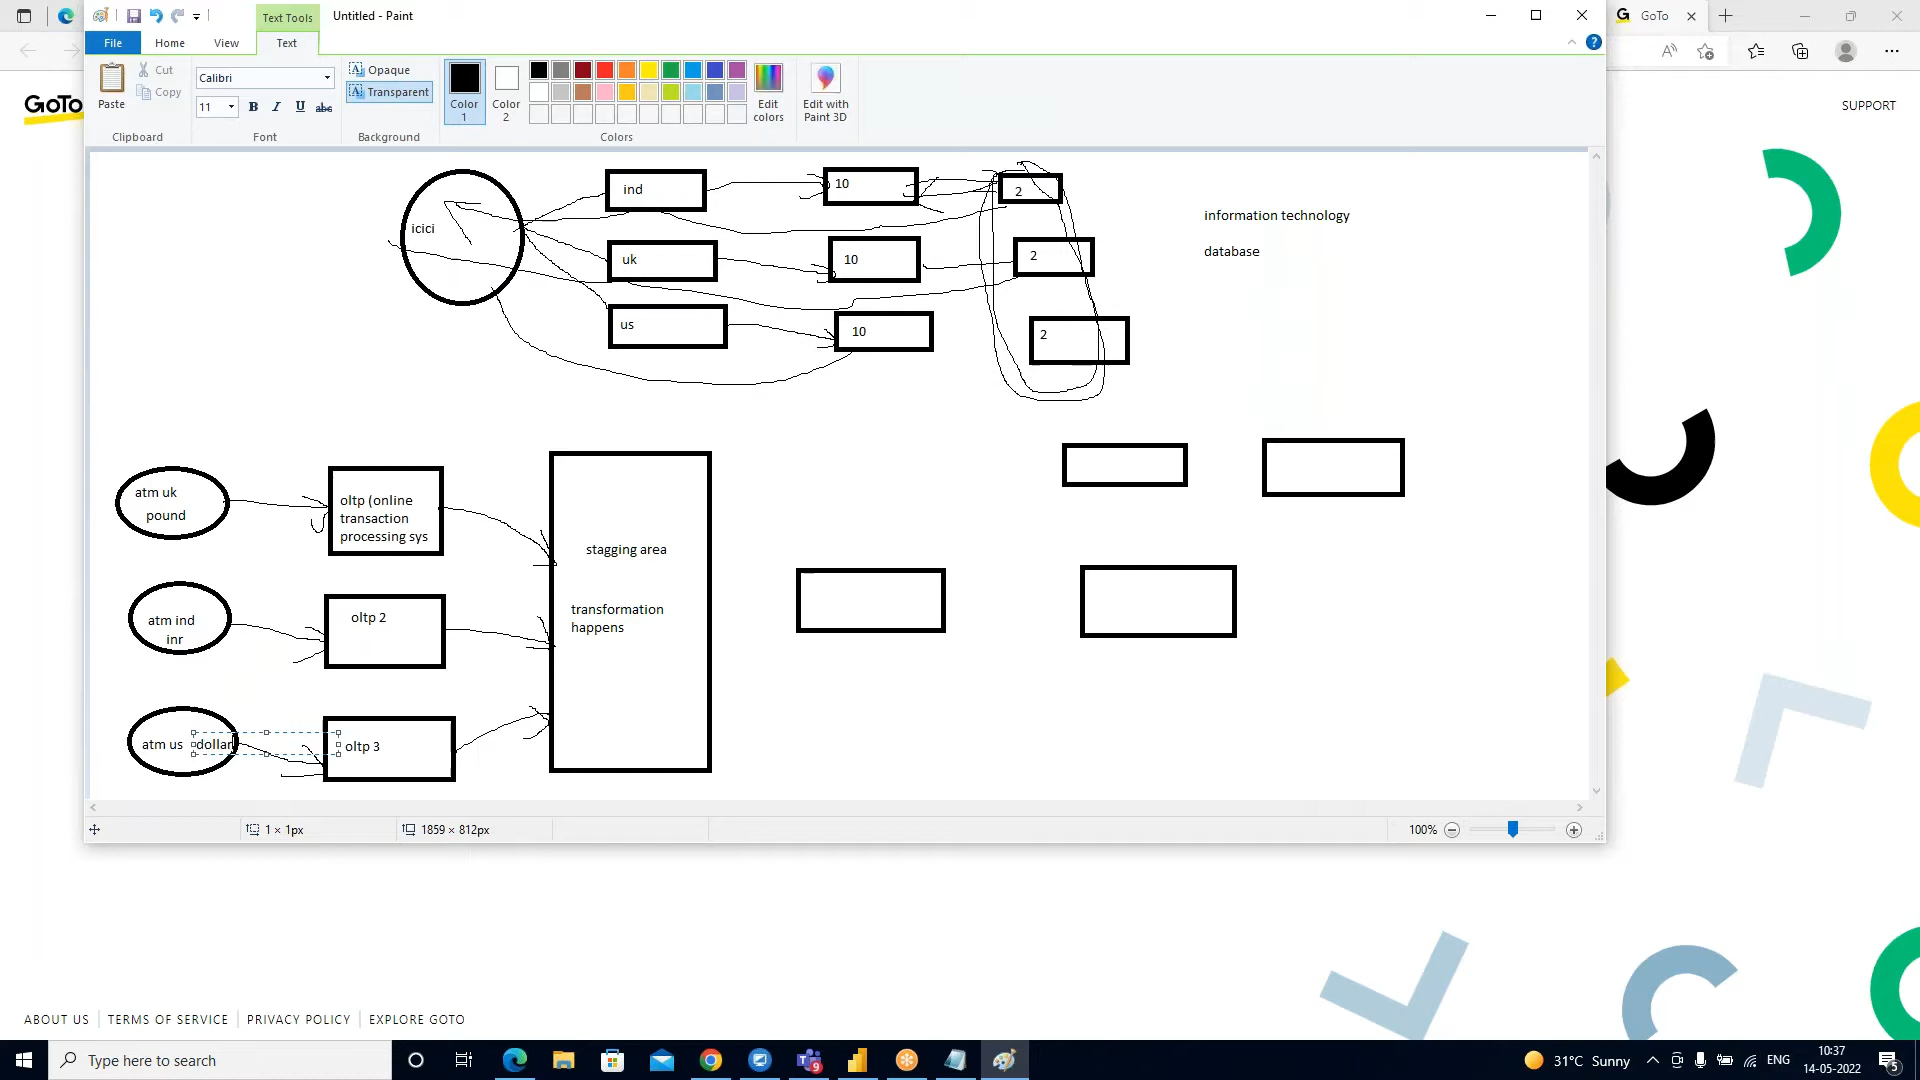 Text Tools
Untitled - Paint
GoTo
File
Home
View
Text
Paste
Cut
Copy
Clipboard
Calibri
11
B
I
U
abc
Font
Opaque
Transparent
Background
Color
1
Color
2
Edit
colors
Edit with
Paint 3D
Colors
GoTo
SUPPORT
icici
ind
10
2
uk
10
2
us
10
2
information technology
database
atm uk
pound
oltp (online
transaction
processing sys
stagging area
transformation
happens
atm ind
inr
oltp 2
atm us
dollar
oltp 3
1 × 1px
1859 × 812px
100%
ABOUT US
TERMS OF SERVICE
PRIVACY POLICY
EXPLORE GOTO
Type here to search
9
31°C Sunny
ENG
10:37
14-05-2022
5